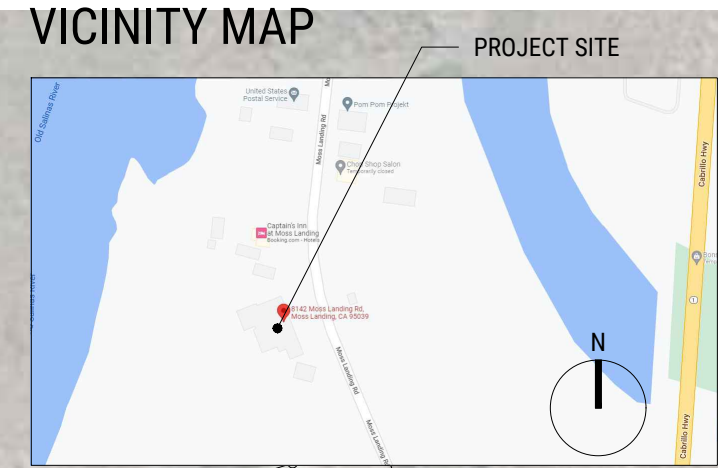 VICINITY MAP
PROJECT SITE
Old Salinas River
United States
Postal Service
Pom Pom Projekt
Moss Landing Rd
Chop Shop Salon
Temporarily closed
Cabrillo Hwy
Captain's Inn
at Moss Landing
Booking.com - Hotels
8142 Moss Landing Rd,
Moss Landing, CA 95039
1
N
Moss Landing Rd
Moss Landing Rd
Cabrillo Hwy